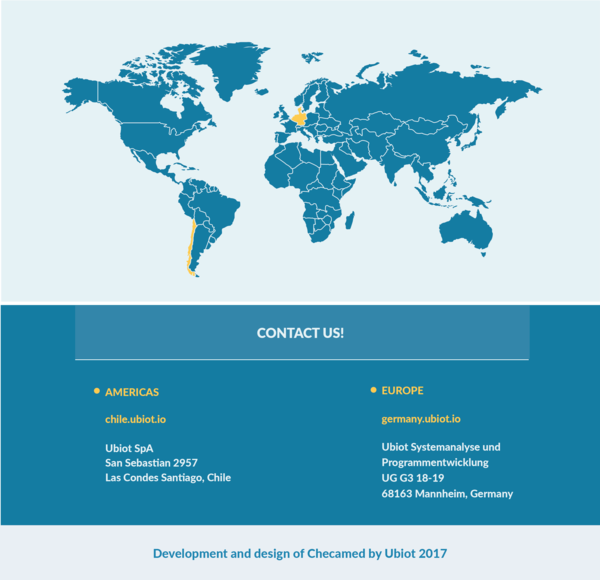 CONTACT US!
AMERICAS
chile.ubiot.io
Ubiot SpA
San Sebastian 2957
Las Condes Santiago, Chile
EUROPE
germany.ubiot.io
Ubiot Systemanalyse und
Programmentwicklung
UG G3 18-19
68163 Mannheim, Germany
Development and design of Checamed by Ubiot 2017